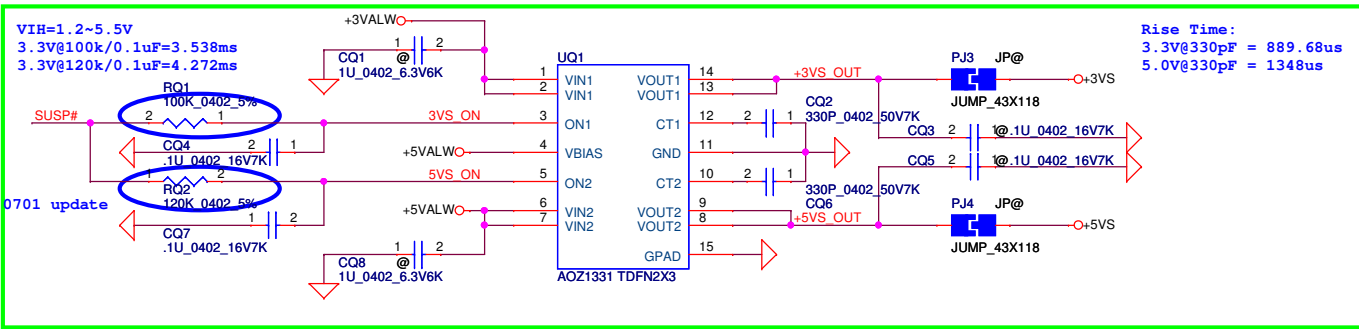 VIH=1.2~5.5V
3.3V@100k/0.1uF=3.538ms
3.3V@120k/0.1uF=4.272ms
+3VALW
1 2
CQ1 @
1U_0402_6.3V6K
UQ1
Rise Time:
3.3V@330pF = 889.68us
5.0V@330pF = 1348us
RQ1
100K_0402_5%
SUSP# 2 1 3VS_ON
CQ4 2 1
.1U_0402_16V7K
+5VALW
1 2 5VS_ON
RQ2
120K_0402_5%
0701 update
1 2
CQ7
.1U_0402_16V7K
+5VALW
1 2
CQ8 @
1U_0402_6.3V6K
1 VIN1 VOUT1 14
2 VIN1 VOUT1 13
3 ON1 CT1 12
4 VBIAS GND 11
5 ON2 CT2 10
6 VIN2 VOUT2 9
7 VIN2 VOUT2 8
GPAD 15
AOZ1331 TDFN2X3
+3VS_OUT
PJ3 JP@
+3VS
JUMP_43X118
CQ2
2 1 330P_0402_50V7K
CQ3 2 1@.1U_0402_16V7K
CQ5 2 1@.1U_0402_16V7K
2 1 330P_0402_50V7K
CQ6
+5VS_OUT
PJ4 JP@
+5VS
JUMP_43X118